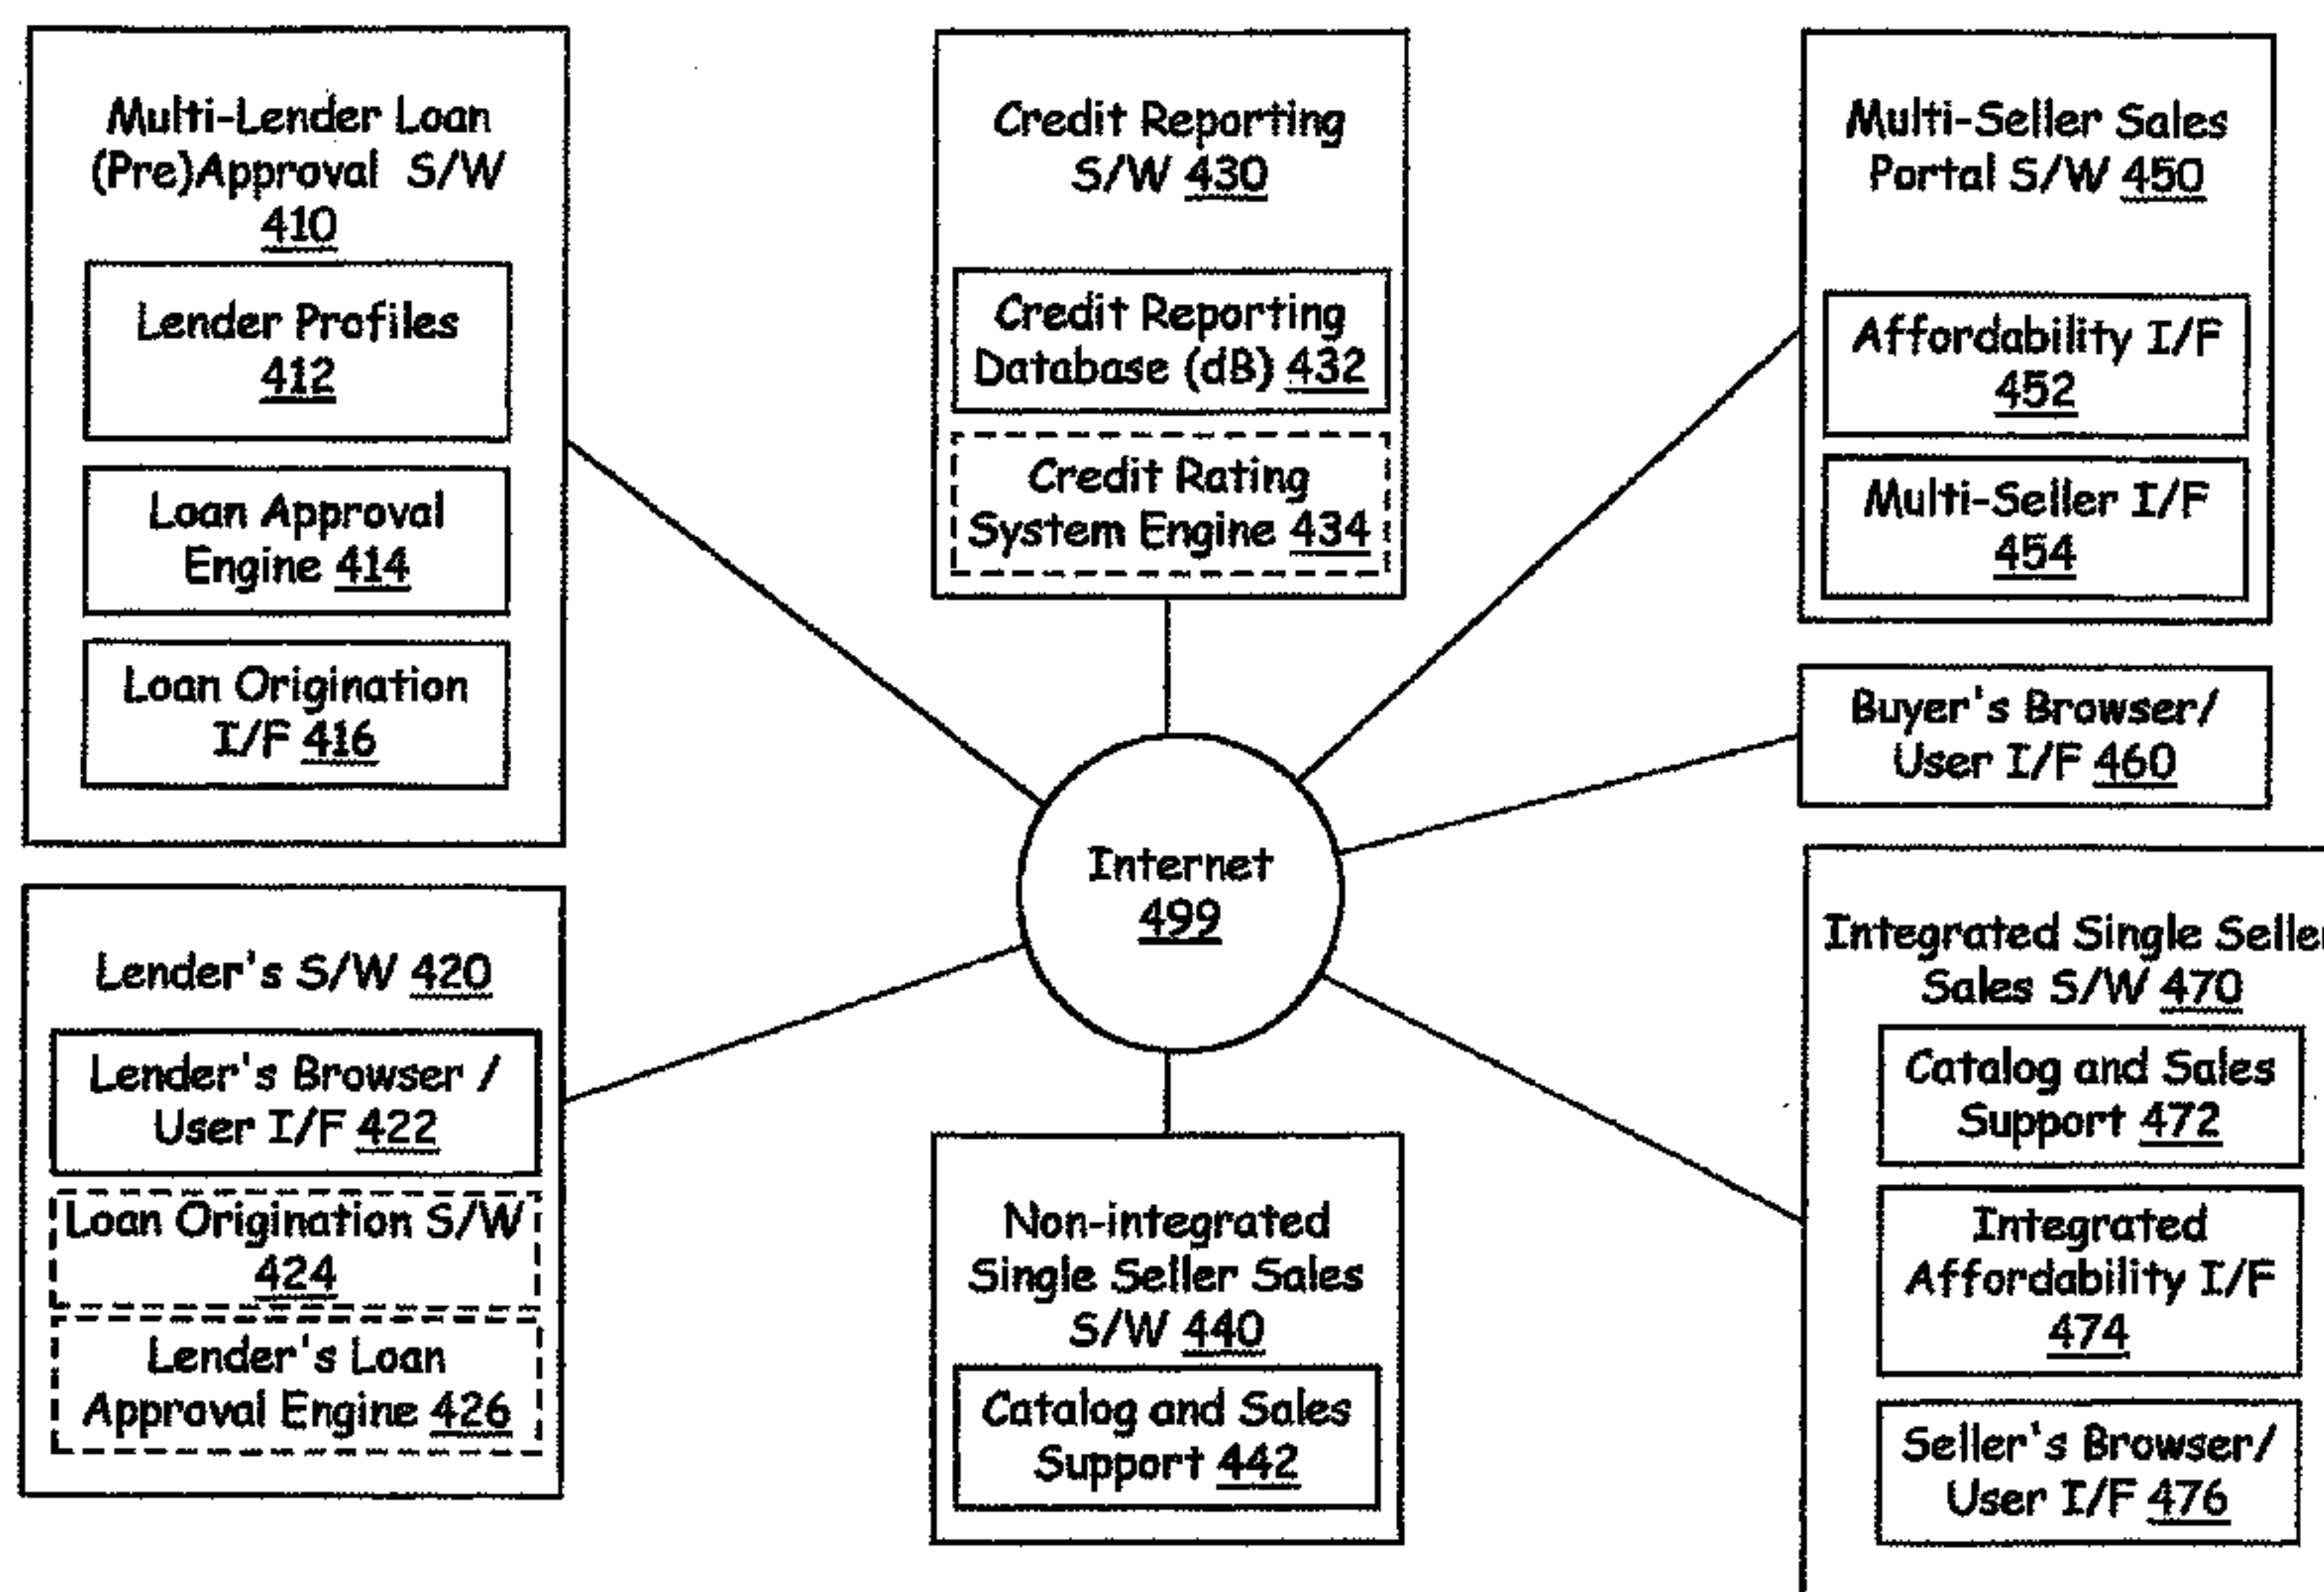 Multi-Lender Loan
(Pre)Approval S/W
410
Lender Profiles
412
Loan Approval
Engine 414
Loan Origination
I/F 416
Lender's S/W 420
Lender's Browser /
User I/F 422
Loan Origination S/W
424
Lender's Loan
Approval Engine 426
Credit Reporting
S/W 430
Credit Reporting
Database (dB) 432
Credit Rating
System Engine 434
Internet
499
Non-integrated
Single Seller Sales
S/W 440
Catalog and Sales
Support 442
Multi-Seller Sales
Portal S/W 450
Affordability I/F
452
Multi-Seller I/F
454
Buyer's Browser/
User I/F 460
Integrated Single Seller
Sales S/W 470
Catalog and Sales
Support 472
Integrated
Affordability I/F
474
Seller's Browser/
User I/F 476